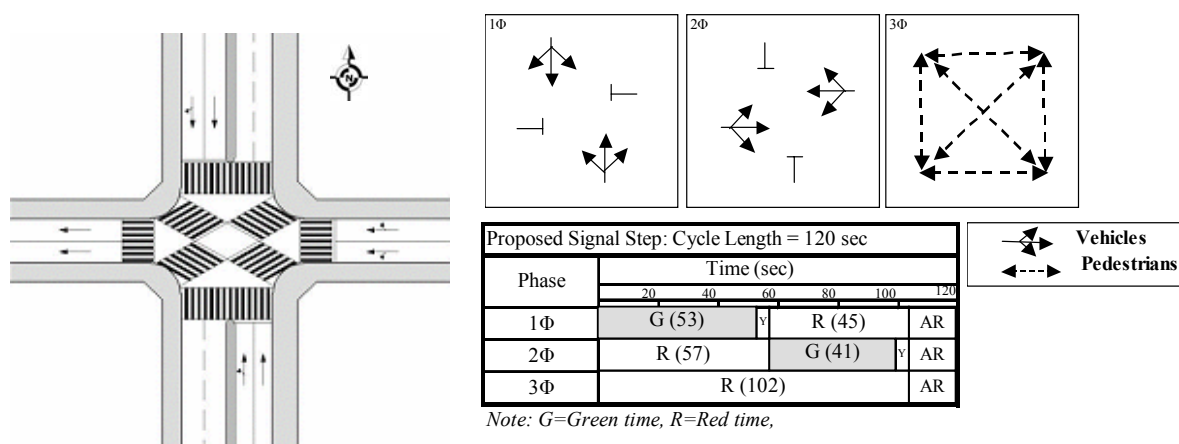 N
1Φ
2Φ
3Φ
Vehicles
Pedestrians
Proposed Signal Step: Cycle Length = 120 sec
Phase
Time (sec)
20 40 60 80 100 120
1Φ G (53) Y R (45) AR
2Φ R (57) G (41) Y AR
3Φ R (102) AR
Note: G=Green time, R=Red time,